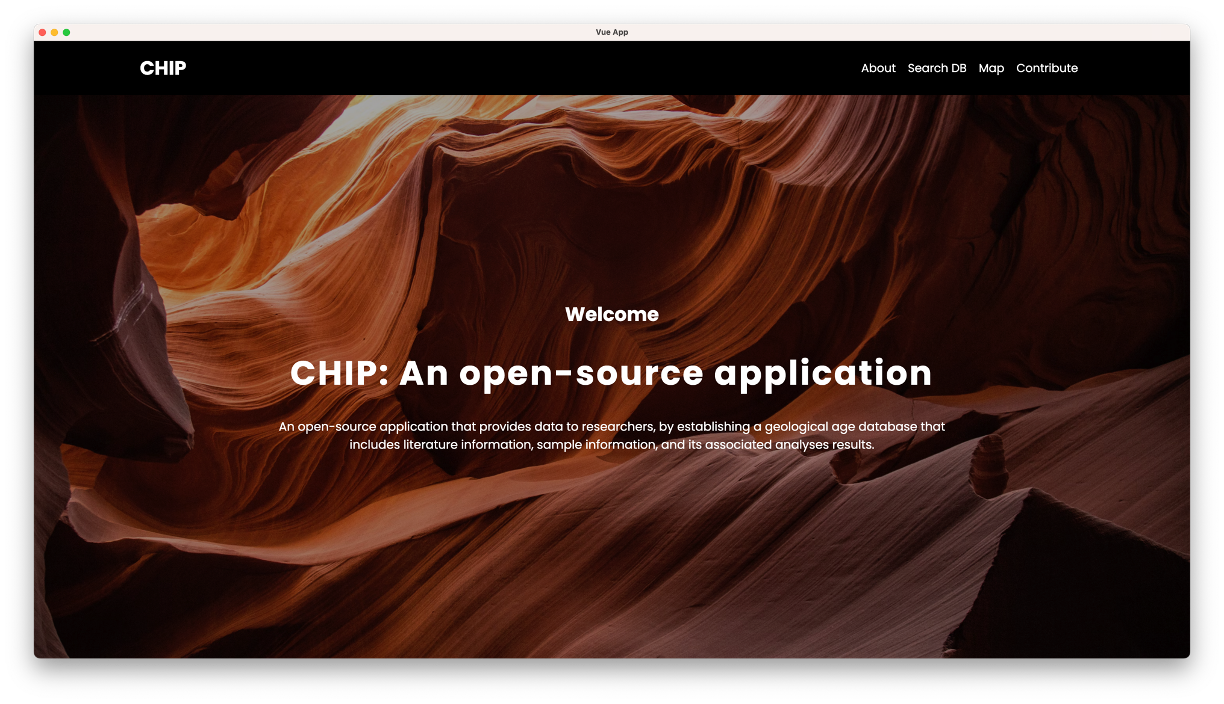 Vue App
CHIP
About Search DB Map Contribute
Welcome
CHIP: An open-source application
An open-source application that provides data to researchers, by establishing a geological age database that
includes literature information, sample information, and its associated analyses results.